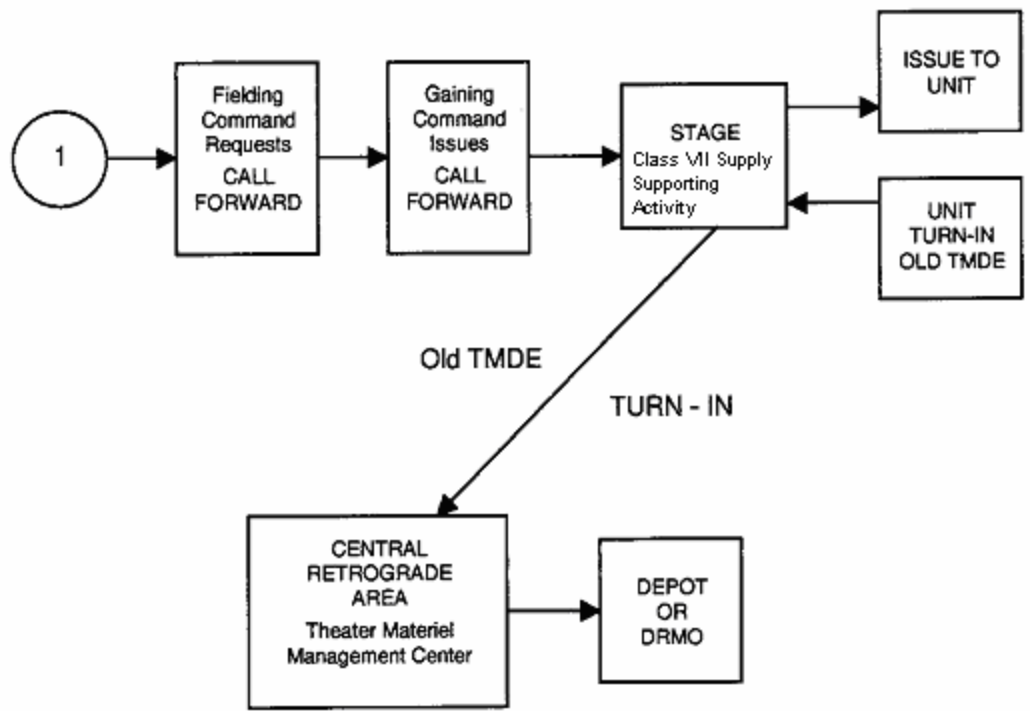 1
Fielding
Command
Requests
CALL
FORWARD
Gaining
Command
Issues
CALL
FORWARD
STAGE
Class VII Supply
Supporting
Activity
ISSUE TO
UNIT
UNIT
TURN-IN
OLD TMDE
Old TMDE
TURN - IN
CENTRAL
RETROGRADE
AREA
Theater Materiel
Management Center
DEPOT
OR
DRMO